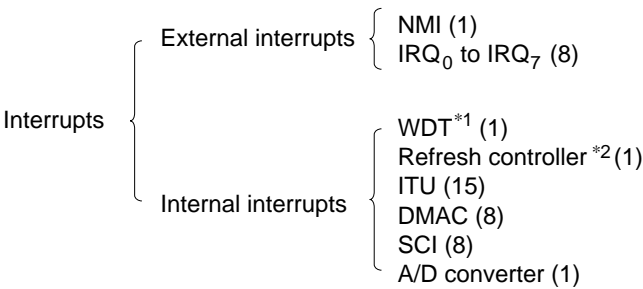 Interrupts
External interrupts
NMI (1)
IRQ0 to IRQ7 (8)
Internal interrupts
WDT*1 (1)
Refresh controller *2 (1)
ITU (15)
DMAC (8)
SCI (8)
A/D converter (1)